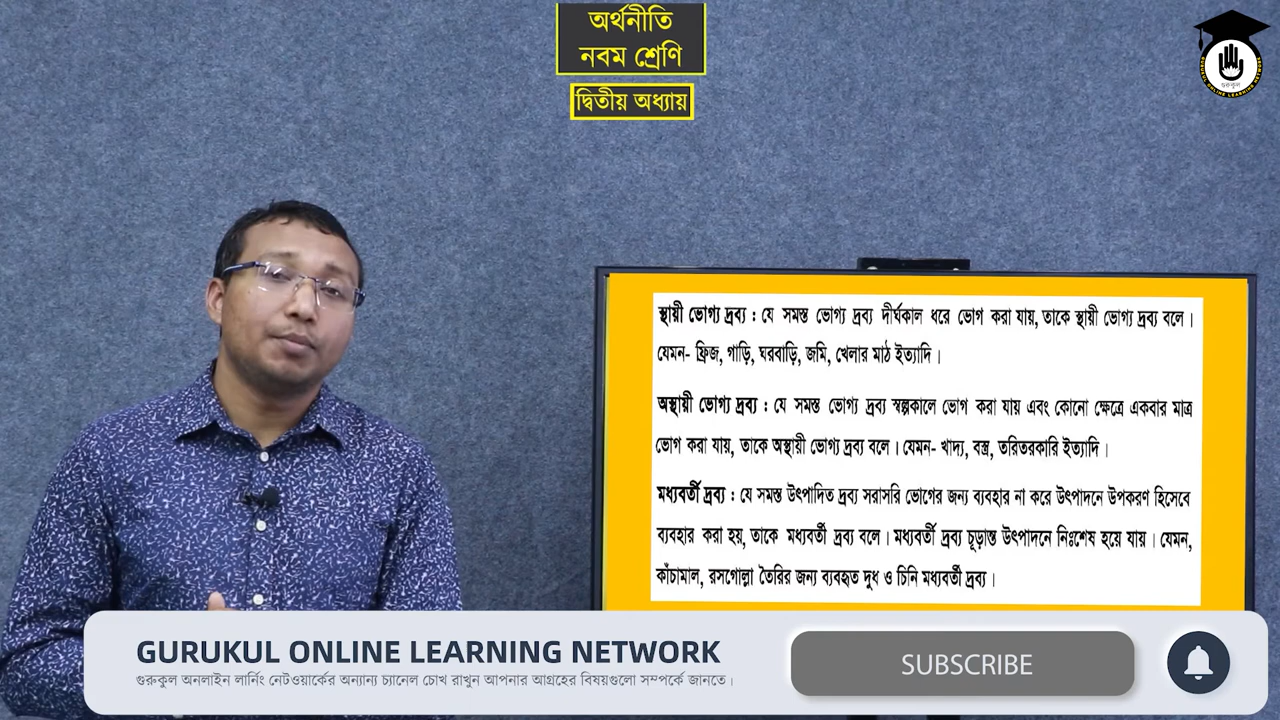 অর্থনীতি
নবম শ্রেণি
দ্বিতীয় অধ্যায়
গুরুকুল
GURUKUL ONLINE LEARNING NETWORK
স্থায়ী ভোগ্য দ্রব্য : যে সমস্ত ভোগ্য দ্রব্য দীর্ঘকাল ধরে ভোগ করা যায়, তাকে স্থায়ী ভোগ্য দ্রব্য বলে।
যেমন- ফ্রিজ, গাড়ি, ঘরবাড়ি, জমি, খেলার মাঠ ইত্যাদি।
অস্থায়ী ভোগ্য দ্রব্য : যে সমস্ত ভোগ্য দ্রব্য স্বল্পকালে ভোগ করা যায় এবং কোনো ক্ষেত্রে একবার মাত্র
ভোগ করা যায়, তাকে অস্থায়ী ভোগ্য দ্রব্য বলে। যেমন- খাদ্য, বস্ত্র, তরিতরকারি ইত্যাদি।
মধ্যবর্তী দ্রব্য : যে সমস্ত উৎপাদিত দ্রব্য সরাসরি ভোগের জন্য ব্যবহার না করে উৎপাদনে উপকরণ হিসেবে
ব্যবহার করা হয়, তাকে মধ্যবর্তী দ্রব্য বলে। মধ্যবর্তী দ্রব্য চূড়ান্ত উৎপাদনে নিঃশেষ হয়ে যায়। যেমন,
কাঁচামাল, রসগোল্লা তৈরির জন্য ব্যবহৃত দুধ ও চিনি মধ্যবর্তী দ্রব্য।
GURUKUL ONLINE LEARNING NETWORK
গুরুকুল অনলাইন লার্নিং নেটওয়ার্কের অন্যান্য চ্যানেল চোখ রাখুন আপনার আগ্রহের বিষয়গুলো সম্পর্কে জানতে।
SUBSCRIBE